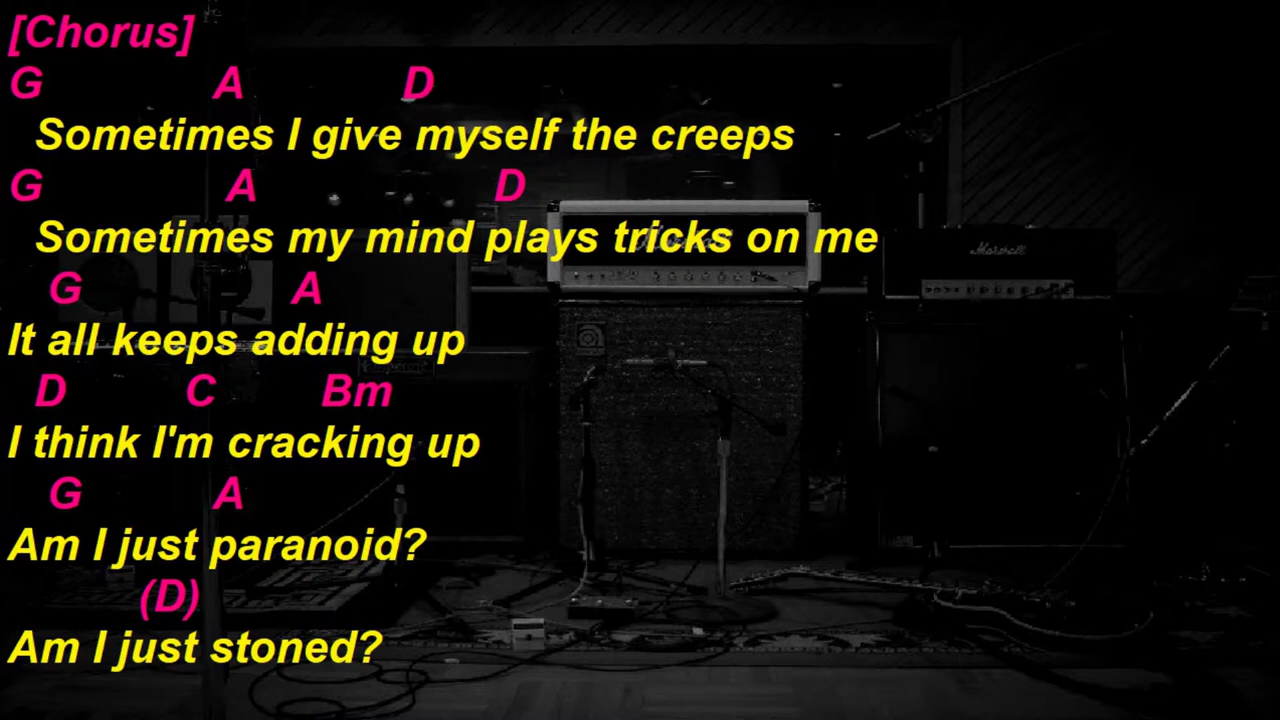 [Chorus]
G A D
Sometimes I give myself the creeps
G A D
Sometimes my mind plays tricks on me
G A
It all keeps adding up
D C Bm
I think I'm cracking up
G A
Am I just paranoid?
(D)
Am I just stoned?
Marshall